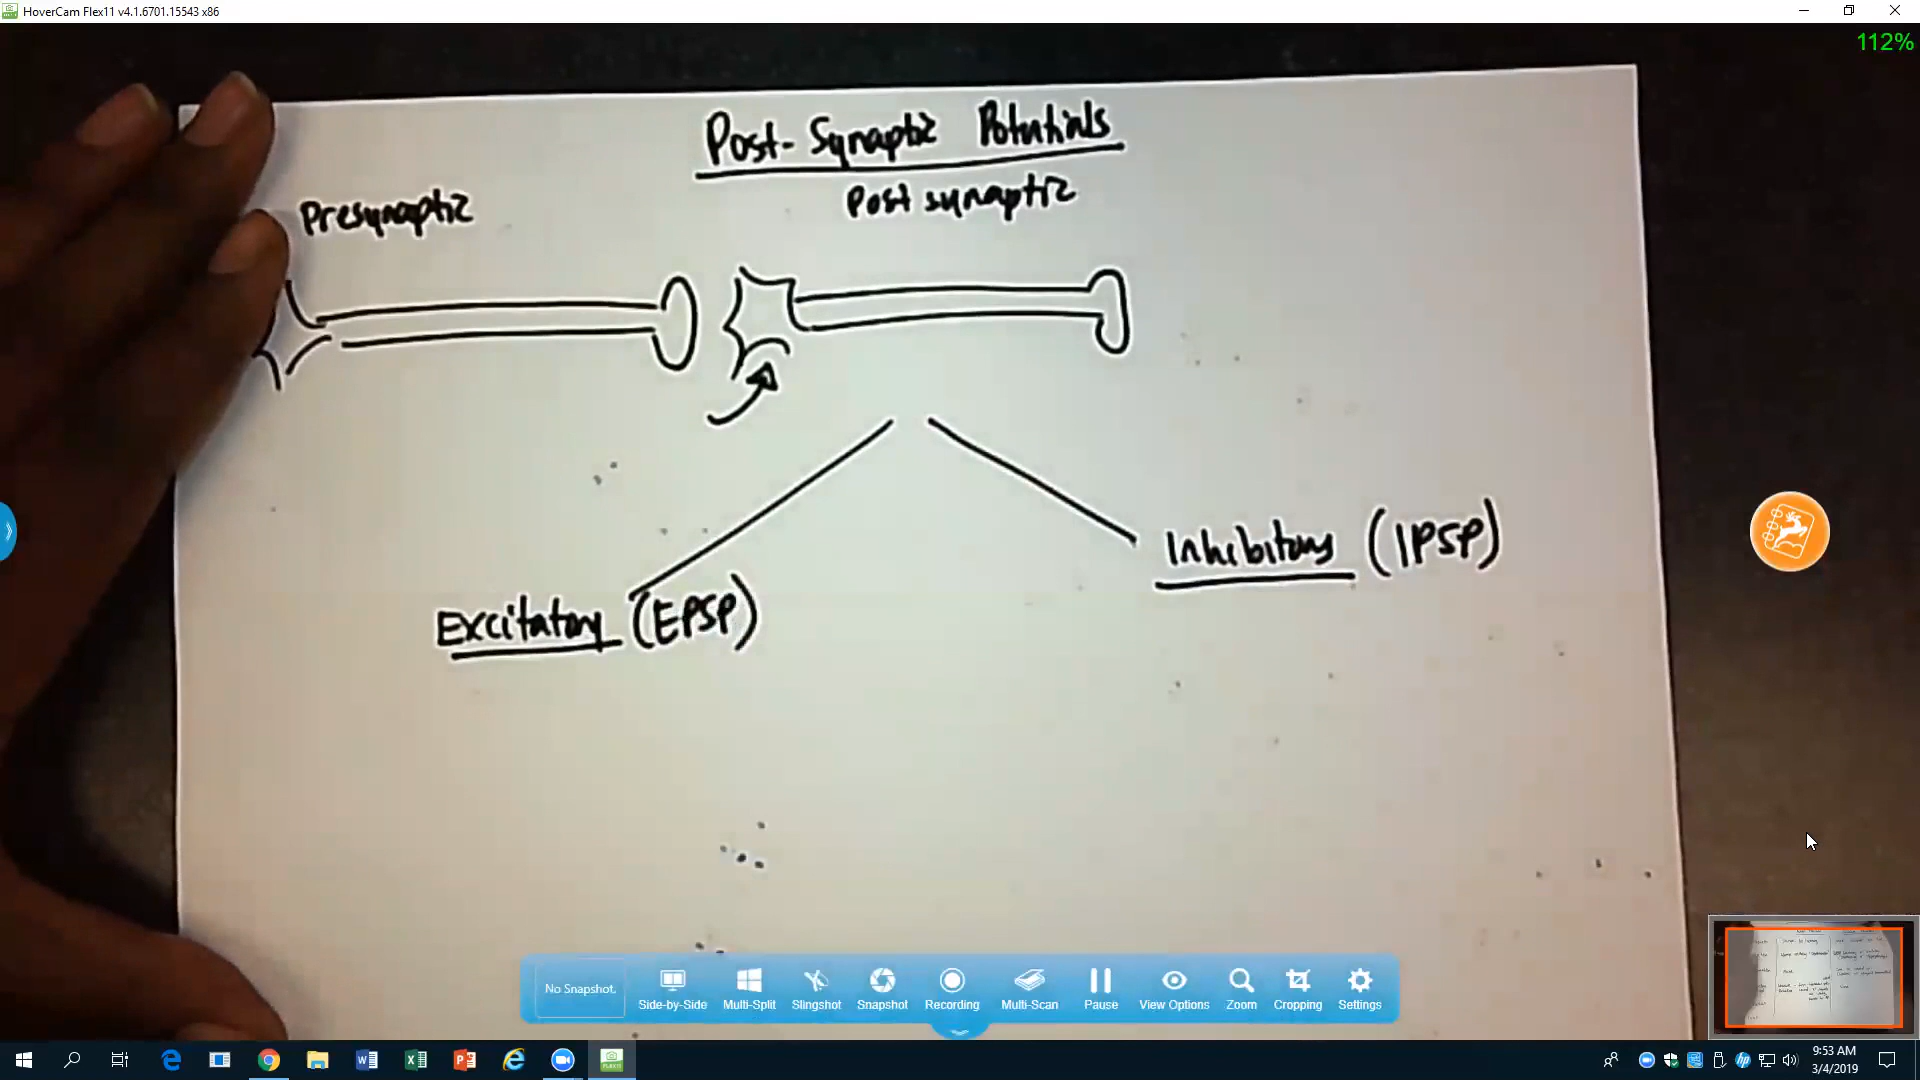 HoverCam Flex11 v4.1.6701.15543 x86
112%
Post-Synaptic Potentials
Presynaptic
Post synaptic
Inhibitory (IPSP)
Excitatory (EPSP)
No Snapshot.
Side-by-Side
Multi-Split
Slingshot
Snapshot
Recording
Multi-Scan
Pause
View Options
Zoom
Cropping
Settings
9:53 AM
3/4/2019